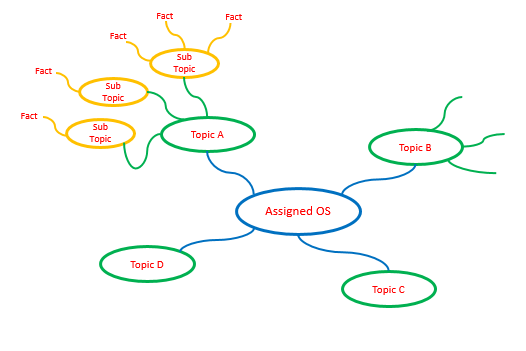 Fact
Fact
Fact
Sub
Topic
Fact
Sub
Topic
Fact
Sub
Topic
Topic A
Topic B
Assigned OS
Topic D
Topic C